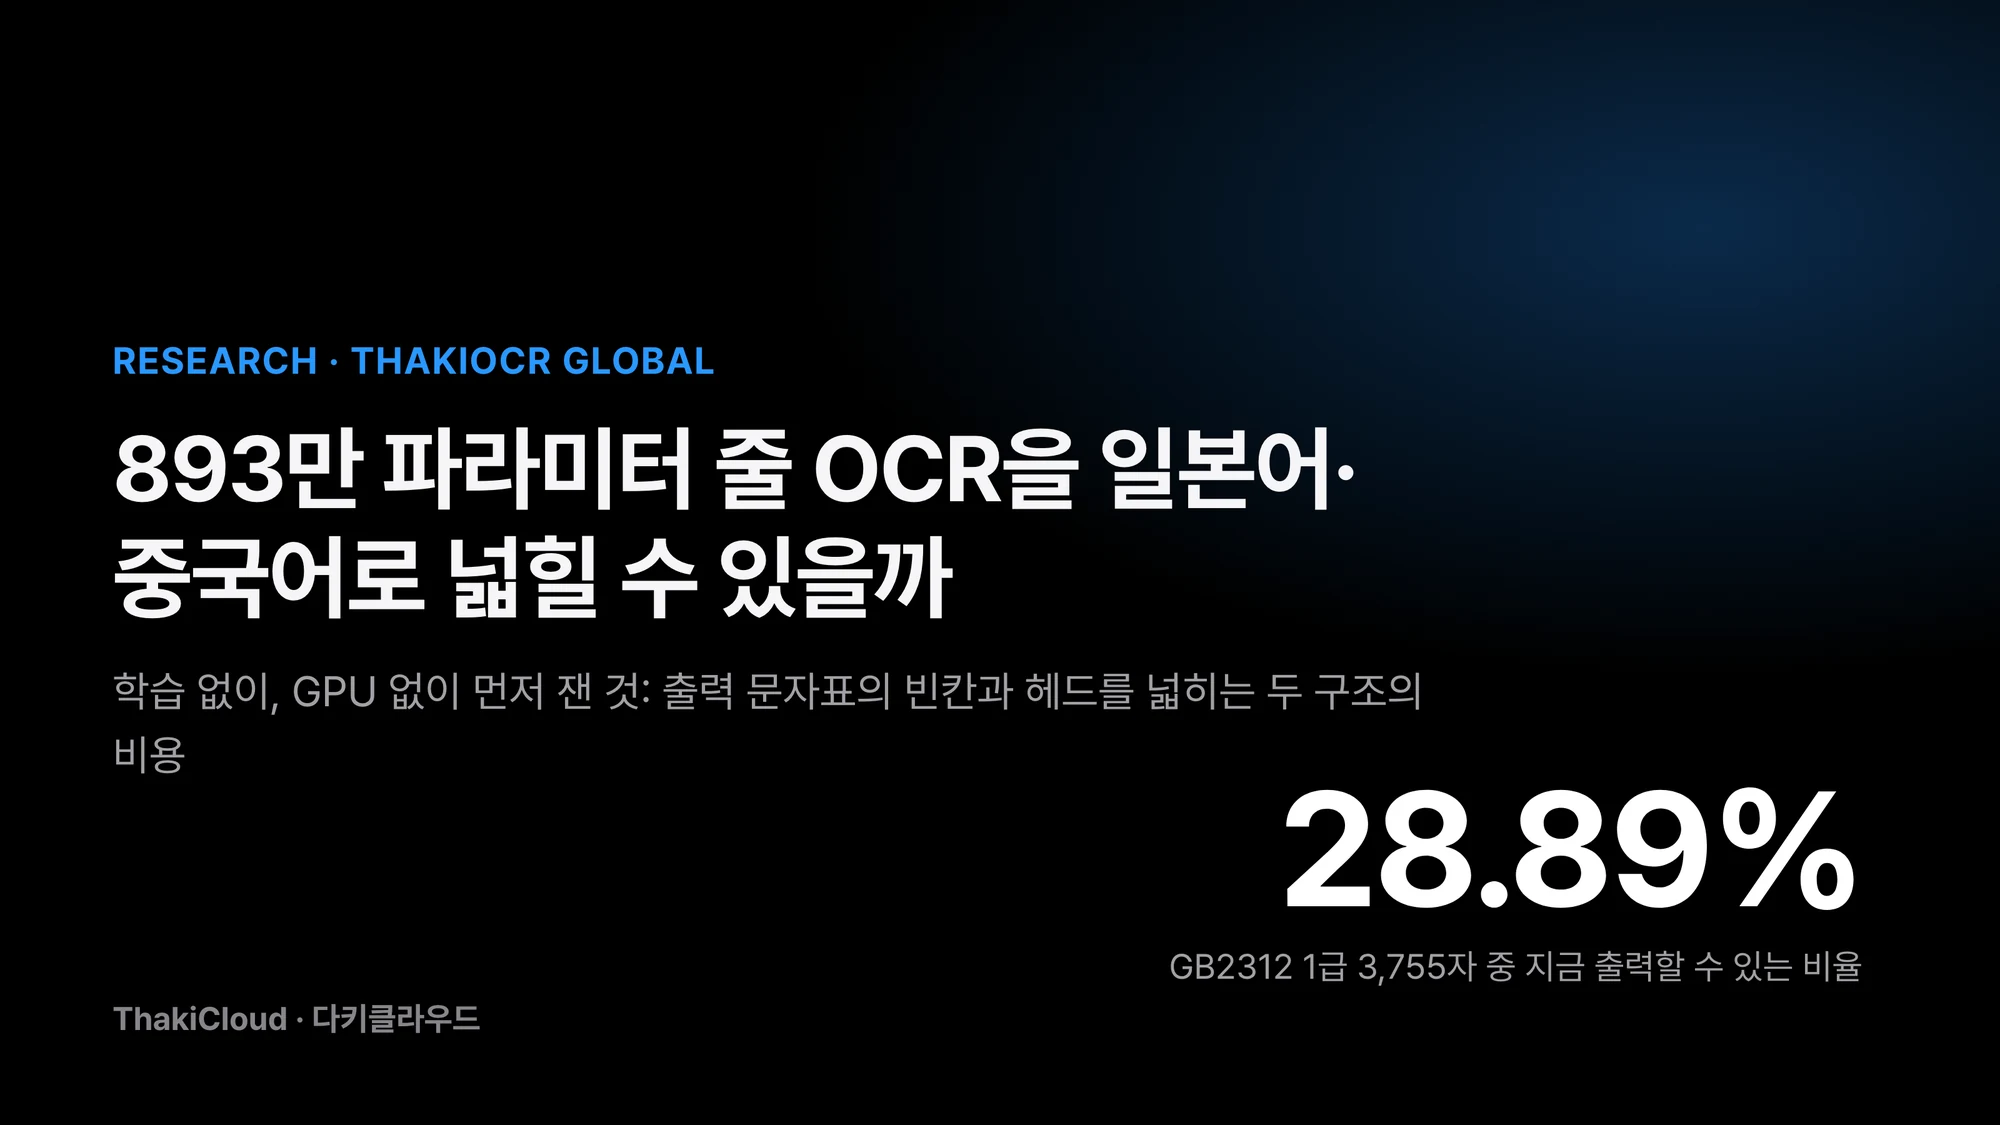 RESEARCH · THAKIOCR GLOBAL
893만 파라미터 줄 OCR을 일본어·
중국어로 넓힐 수 있을까
학습 없이, GPU 없이 먼저 잰 것: 출력 문자표의 빈칸과 헤드를 넓히는 두 구조의
비용
28.89%
GB2312 1급 3,755자 중 지금 출력할 수 있는 비율
ThakiCloud · 다키클라우드